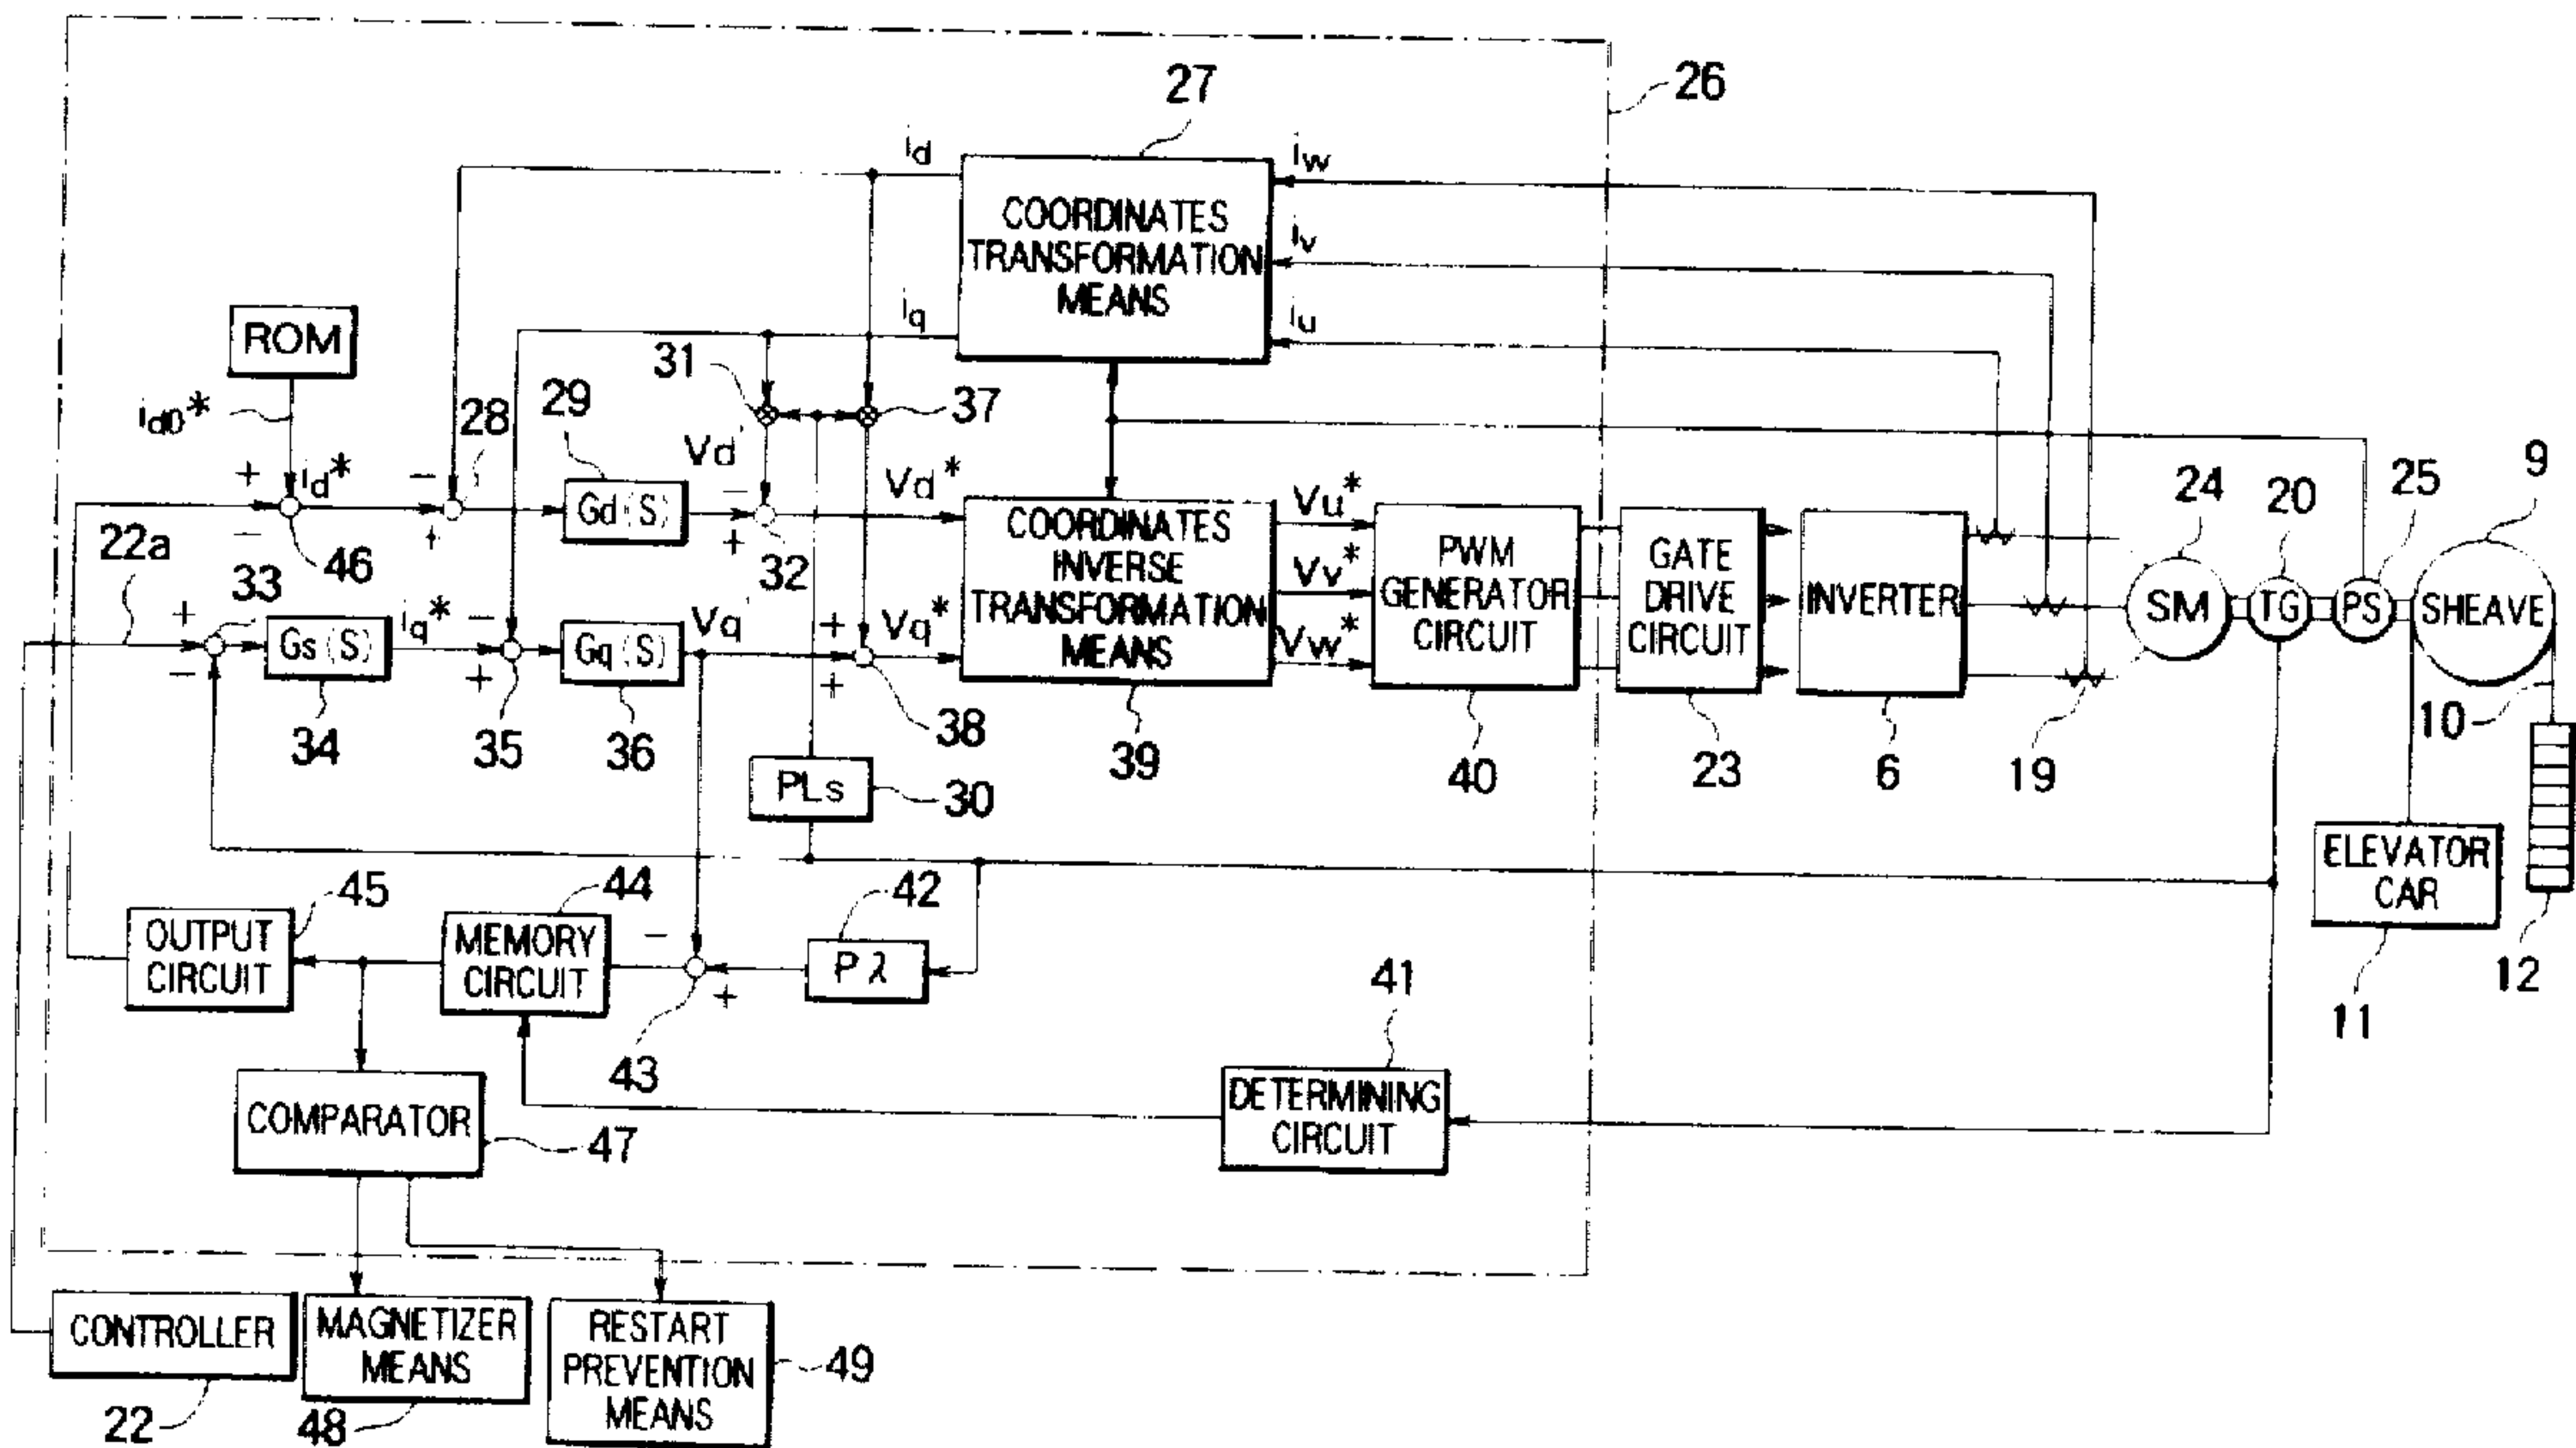 26
27
id
iw
COORDINATES
TRANSFORMATION
MEANS
iv
iq
iu
ROM
31
37
id0*
29
28
Vd'
9
+
id*
−
Gd(S)
−
Vd*
24
20
25
22a
−
46
+
+
32
COORDINATES
INVERSE
TRANSFORMATION
MEANS
Vu*
Vv*
Vw*
PWM
GENERATOR
CIRCUIT
GATE
DRIVE
CIRCUIT
INVERTER
SM
TG
PS
SHEAVE
33
+
−
Gs(S)
iq*
−
+
Gq(S)
Vq'
+
+
Vq*
34
35
36
38
39
40
23
6
19
10
PLs
30
45
44
42
ELEVATOR
CAR
OUTPUT
CIRCUIT
MEMORY
CIRCUIT
−
+
Pλ
41
11
12
43
COMPARATOR
47
DETERMINING
CIRCUIT
CONTROLLER
MAGNETIZER
MEANS
RESTART
PREVENTION
MEANS
49
22
48